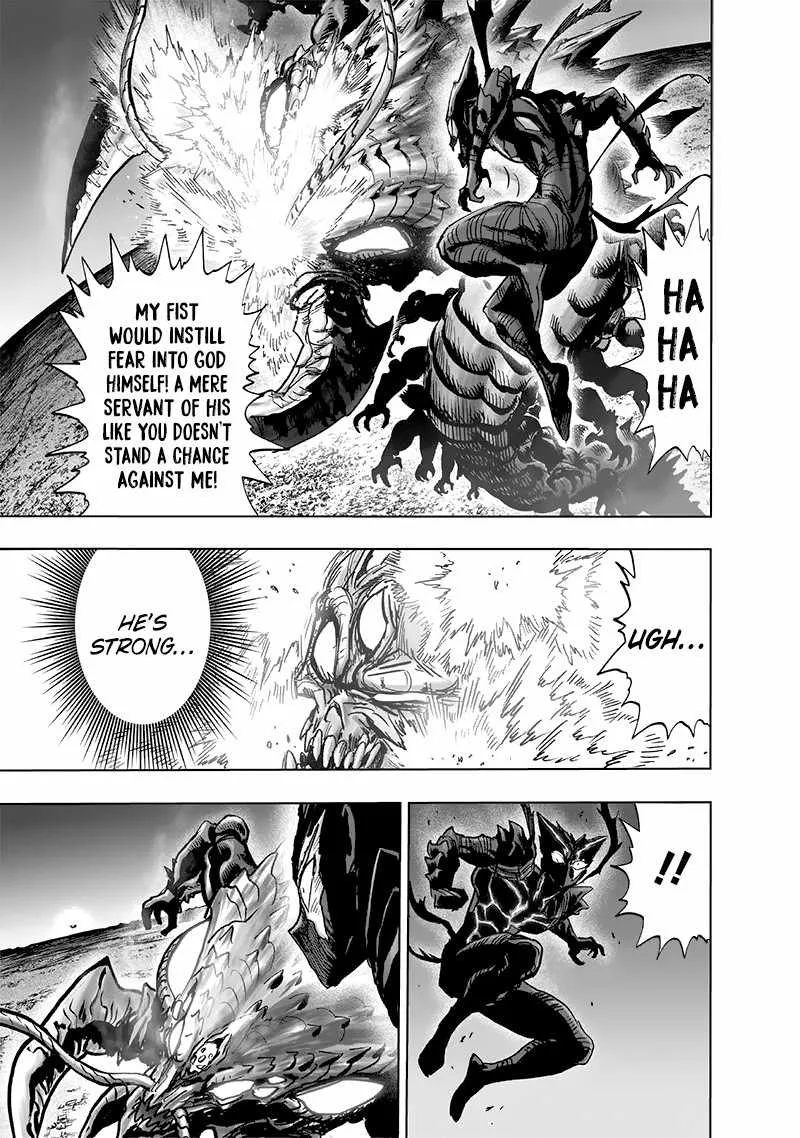 HA
HA
HA
MY FIST
WOULD INSTILL
FEAR INTO GOD
HIMSELF! A MERE
SERVANT OF HIS
LIKE YOU DOESN'T
STAND A CHANCE
AGAINST ME!
UGH...
HE'S
STRONG...
!!